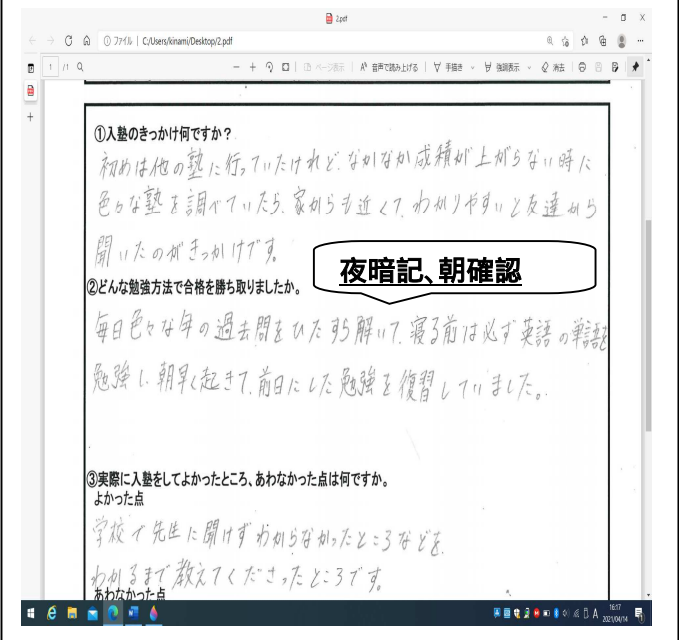 2.pdf
ファイル | C:/Users/kinami/Desktop/2.pdf
1 /1
ページ表示 | 音声で読み上げる | 手描き 強調表示 消去
①入塾のきっかけ何ですか？
初めは他の塾に行っていたけれど、なかなか成積が上がらない時に
色々な塾を調べていたら、家からも近くて、わかりやすいと友達から
聞いたのがきっかけです。
夜暗記、朝確認
②どんな勉強方法で合格を勝ち取りましたか。
毎日色々な年の過去問をひたすら解いて、寝る前は必ず英語の単語を
勉強し、朝早く起きて、前日にした勉強を復習していました。
③実際に入塾をしてよかったところ、あわなかった点は何ですか。
よかった点
学校で先生に聞けずわからなかったところなどを、
わかるまで教えてくださったところです。
あわなかった点
A 16:17
2021/04/14